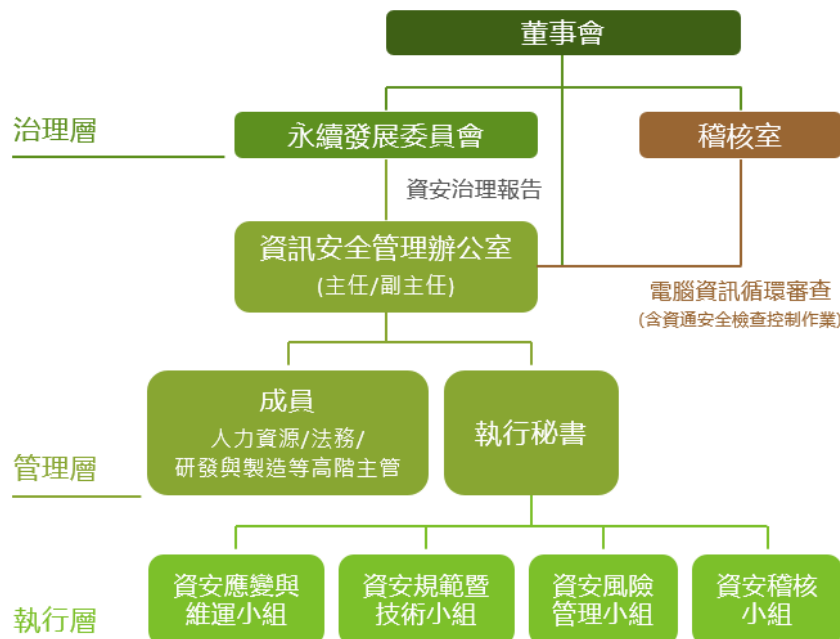 董事會
治理層
永續發展委員會
稽核室
資安治理報告
資訊安全管理辦公室
(主任/副主任)
電腦資訊循環審查
(含資通安全檢查控制作業)
成員
人力資源/法務/
研發與製造等高階主管
執行秘書
管理層
資安應變與
維運小組
資安規範暨
技術小組
資安風險
管理小組
資安稽核
小組
執行層